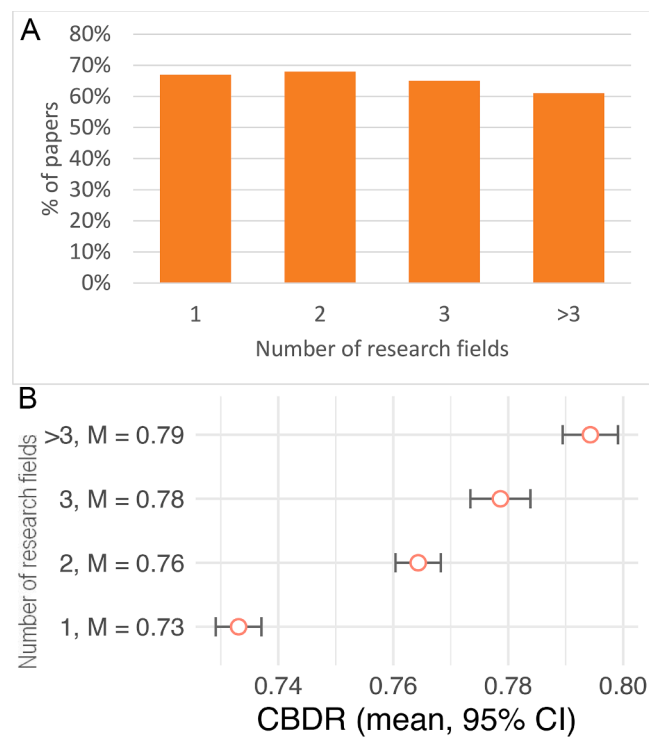 A
80%
70%
60%
50%
40%
30%
20%
10%
0%
% of papers
1 2 3 >3
Number of research fields
B
Number of research fields
>3, M = 0.79
3, M = 0.78
2, M = 0.76
1, M = 0.73
0.74 0.76 0.78 0.80
CBDR (mean, 95% CI)